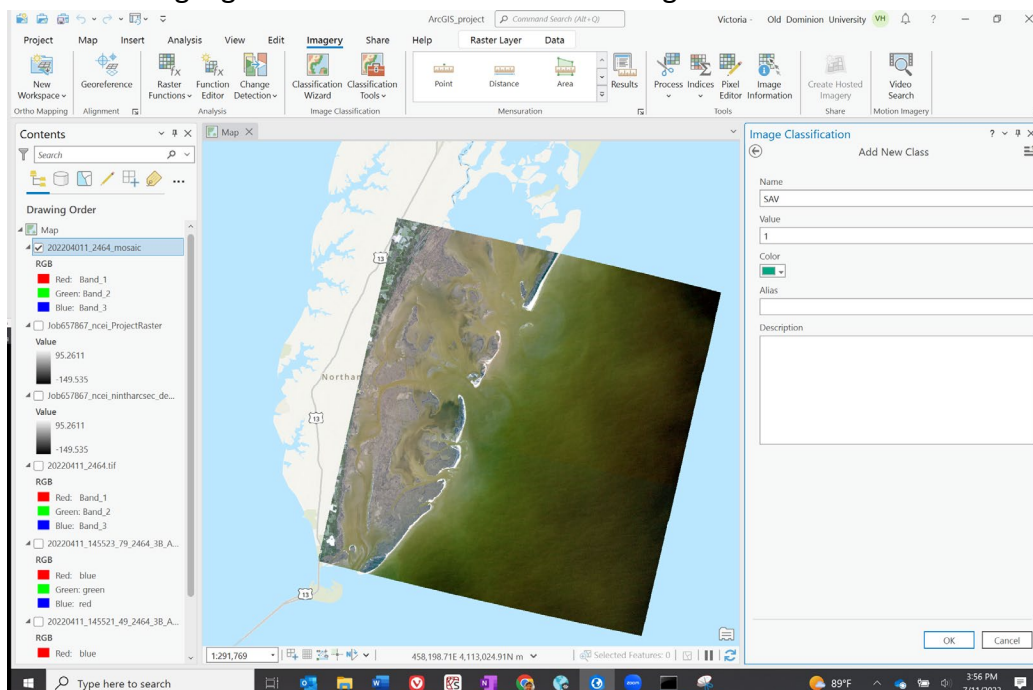 ArcGIS_project
Command Search (Alt+Q)
Victoria - Old Dominion University VH ?
Project Map Insert Analysis View Edit Imagery Share Help Raster Layer Data
New Workspace
Georeference
Raster Functions
Function Editor
Change Detection
Classification Wizard
Classification Tools
Point
Distance
Area
Results
Process
Indices
Pixel Editor
Image Information
Create Hosted Imagery
Video Search
Ortho Mapping Alignment Analysis Image Classification Mensuration Tools Share Motion Imagery
Contents
Search
Drawing Order
Map
202204011_2464_mosaic
RGB
Red: Band_1
Green: Band_2
Blue: Band_3
Job657867_ncei_ProjectRaster
Value
95.2611
-149.535
Job657867_ncei_nintharcsec_de...
Value
95.2611
-149.535
20220411_2464.tif
RGB
Red: Band_1
Green: Band_2
Blue: Band_3
20220411_145523_79_2464_3B_A...
RGB
Red: blue
Green: green
Blue: red
20220411_145521_49_2464_3B_A...
RGB
Red: blue
Map
13
Northan
13
13
1:291,769
458,198.71E 4,113,024.91N m
Selected Features: 0
Image Classification
Add New Class
Name
SAV
Value
1
Color
Alias
Description
OK Cancel
Type here to search
89°F
3:56 PM